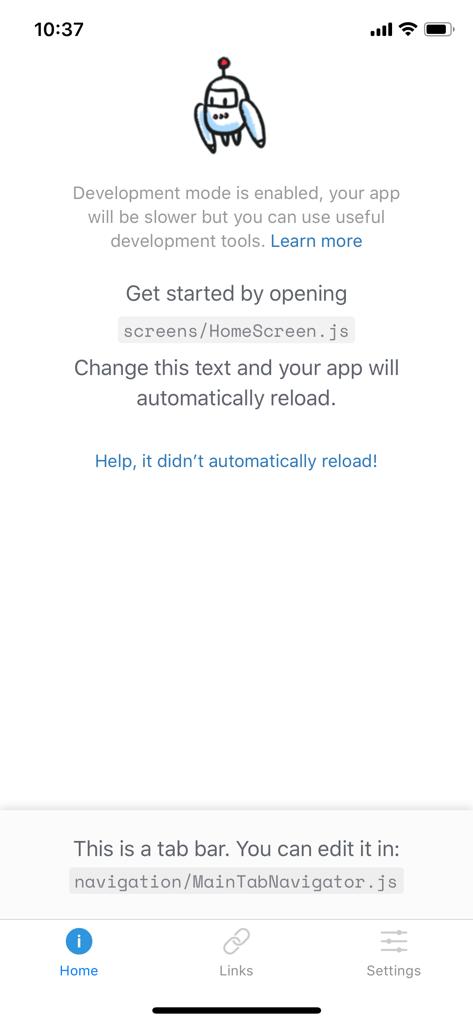 10:37
Development mode is enabled, your app
will be slower but you can use useful
development tools. Learn more
Get started by opening
screens/HomeScreen.js
Change this text and your app will
automatically reload.
Help, it didn’t automatically reload!
This is a tab bar. You can edit it in:
navigation/MainTabNavigator.js
Home
Links
Settings